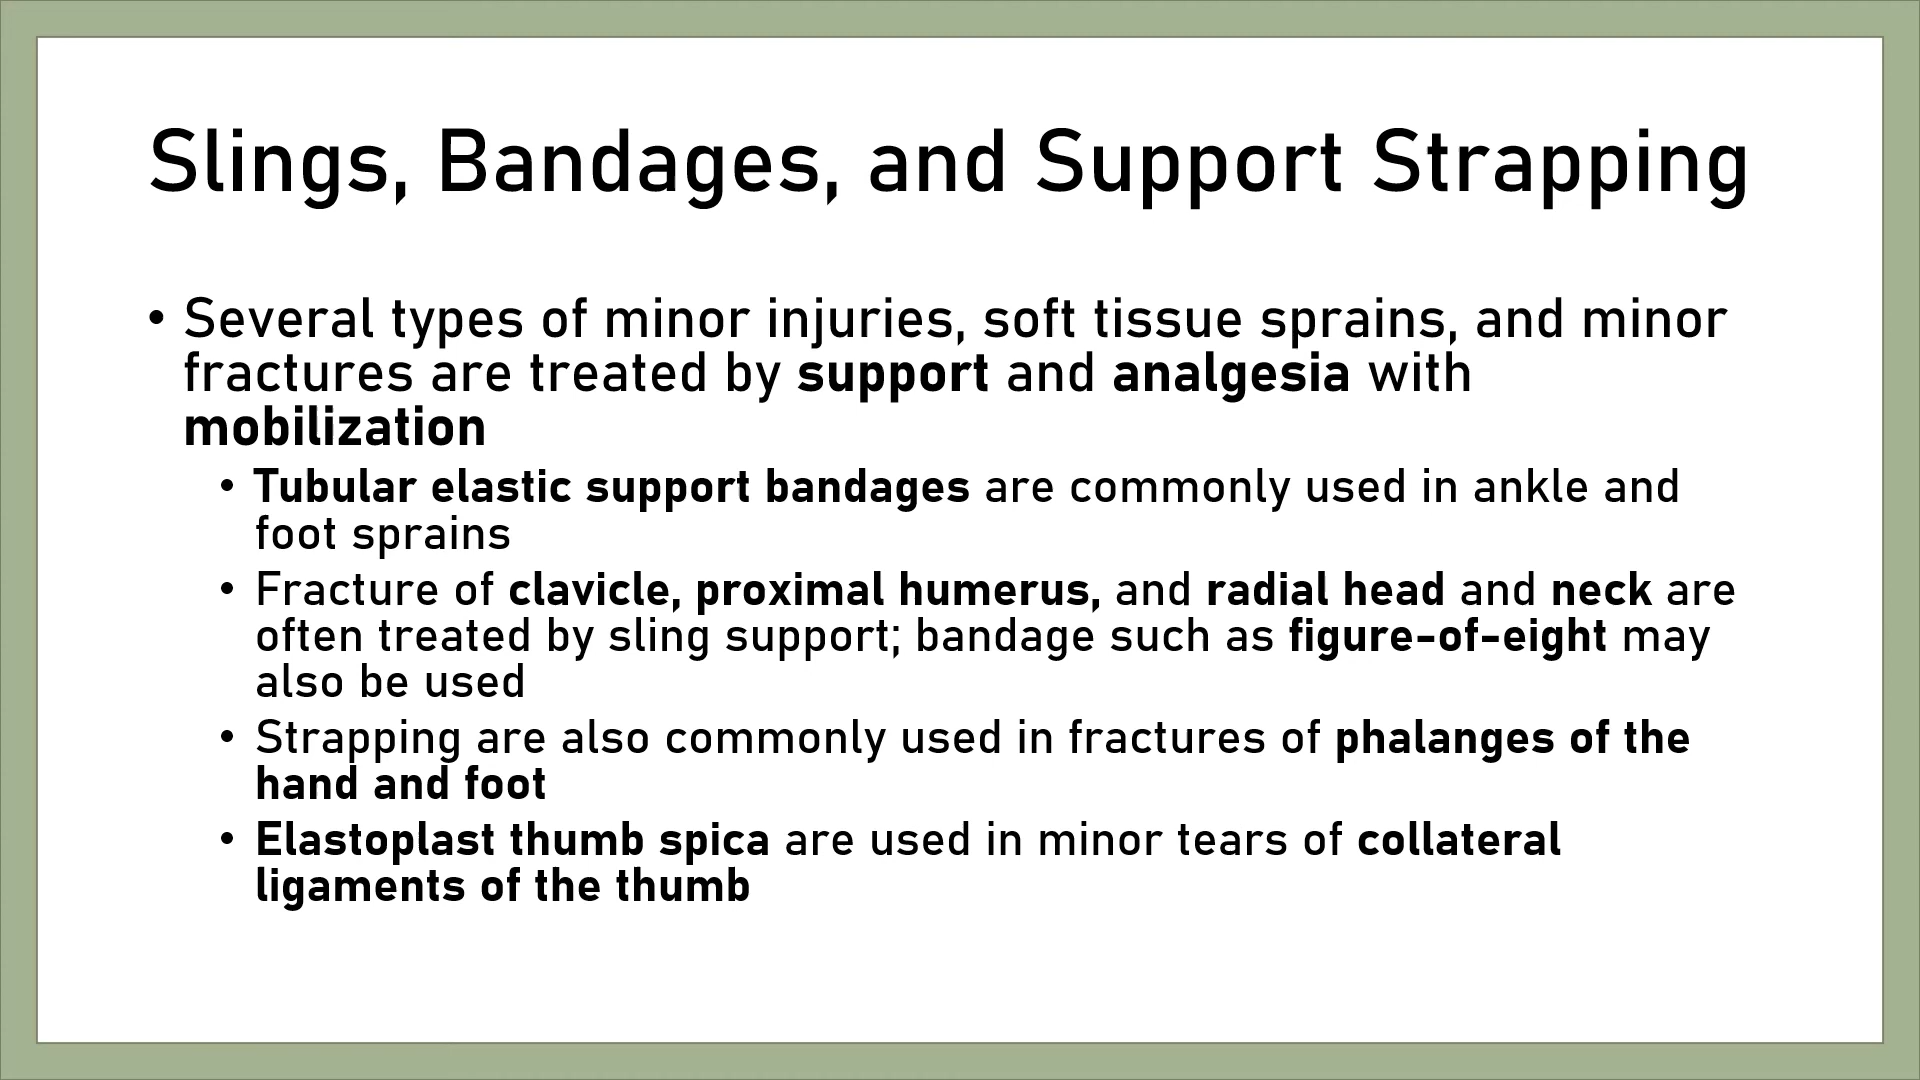 Slings, Bandages, and Support Strapping
• Several types of minor injuries, soft tissue sprains, and minor
fractures are treated by support and analgesia with
mobilization
• Tubular elastic support bandages are commonly used in ankle and
foot sprains
• Fracture of clavicle, proximal humerus, and radial head and neck are
often treated by sling support; bandage such as figure-of-eight may
also be used
• Strapping are also commonly used in fractures of phalanges of the
hand and foot
• Elastoplast thumb spica are used in minor tears of collateral
ligaments of the thumb